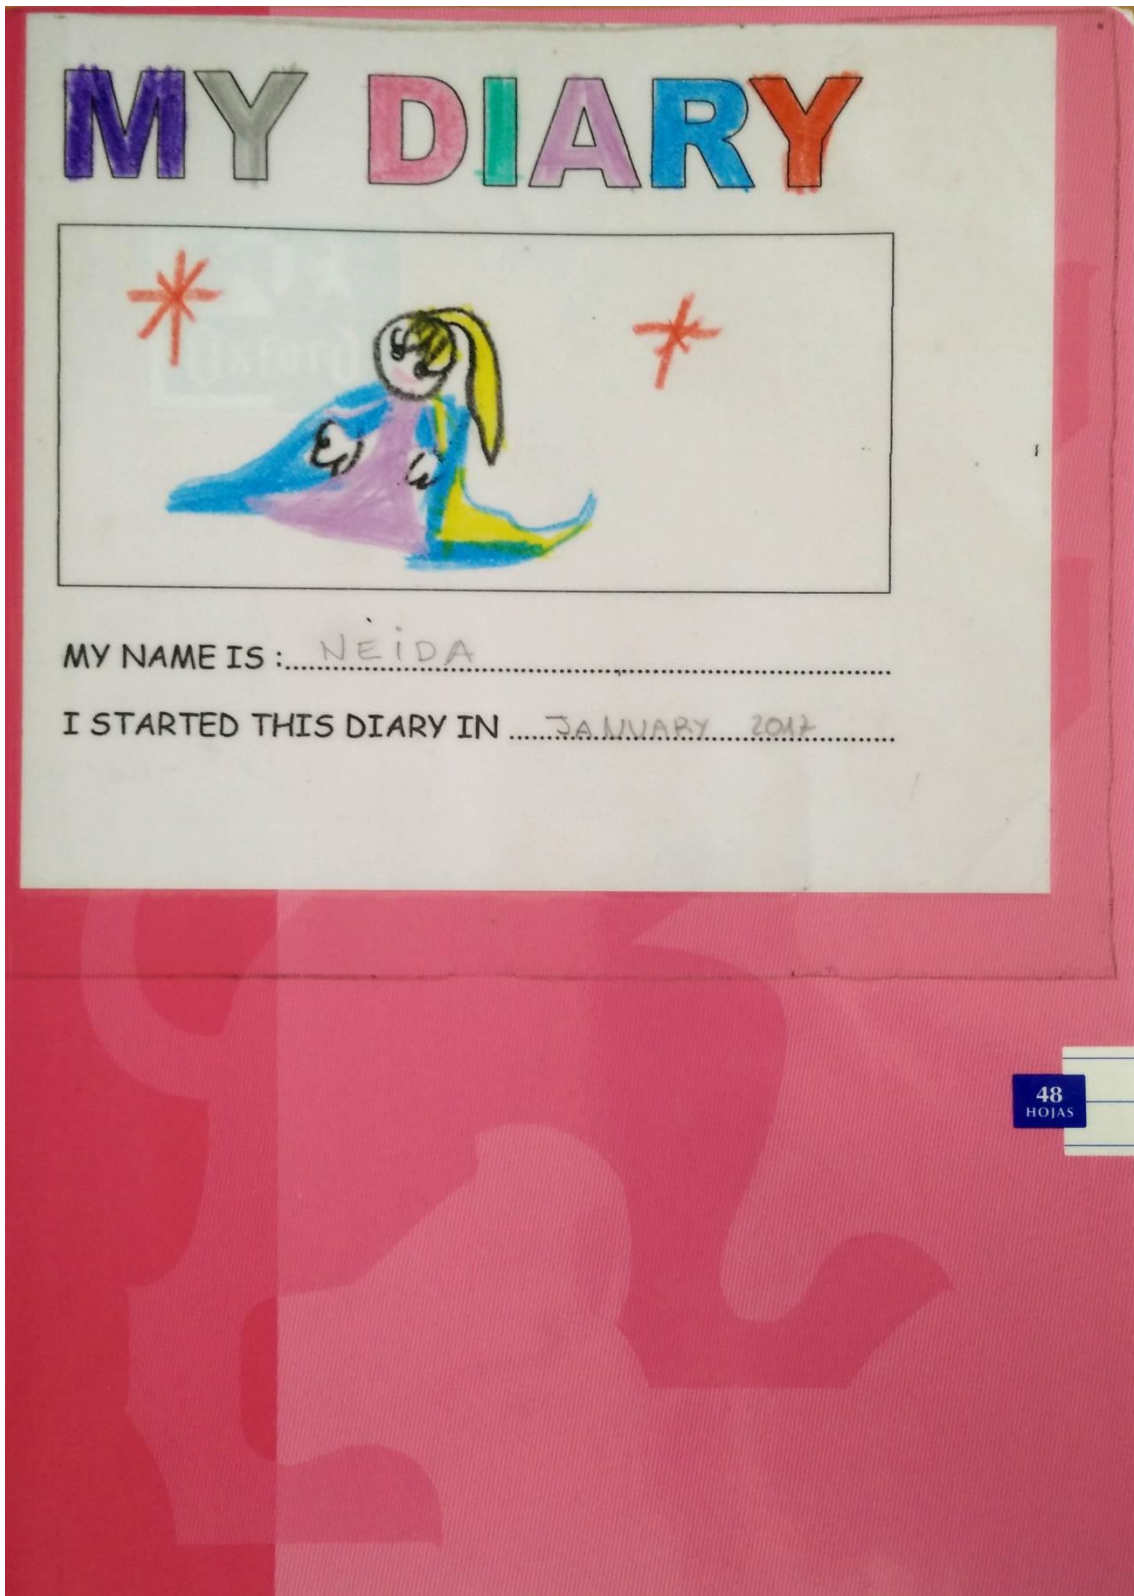 MY DIARY
MY NAME IS : NEIDA
I STARTED THIS DIARY IN JANUARY 2017
48
HOJAS